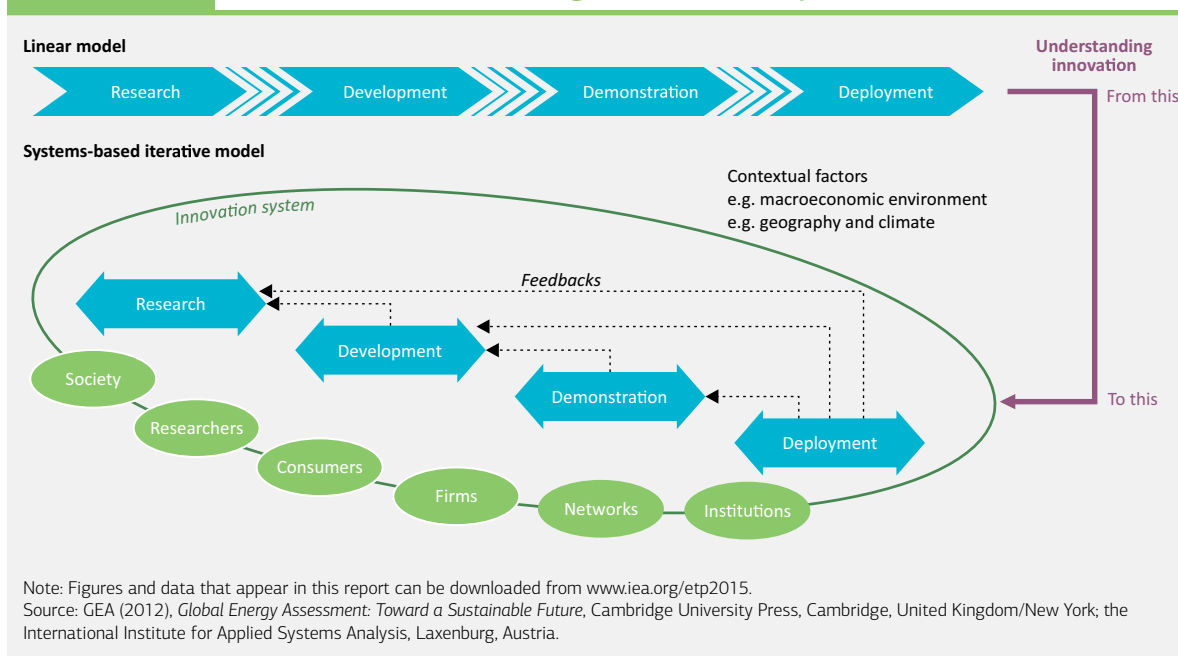 Linear model
Understanding
innovation
Research
Development
Demonstration
Deployment
From this
Systems-based iterative model
Contextual factors
e.g. macroeconomic environment
e.g. geography and climate
Innovation system
Feedbacks
Research
Development
Society
Demonstration
To this
Researchers
Deployment
Consumers
Firms
Networks
Institutions
Note: Figures and data that appear in this report can be downloaded from www.iea.org/etp2015.
Source: GEA (2012), Global Energy Assessment: Toward a Sustainable Future, Cambridge University Press, Cambridge, United Kingdom/New York; the
International Institute for Applied Systems Analysis, Laxenburg, Austria.